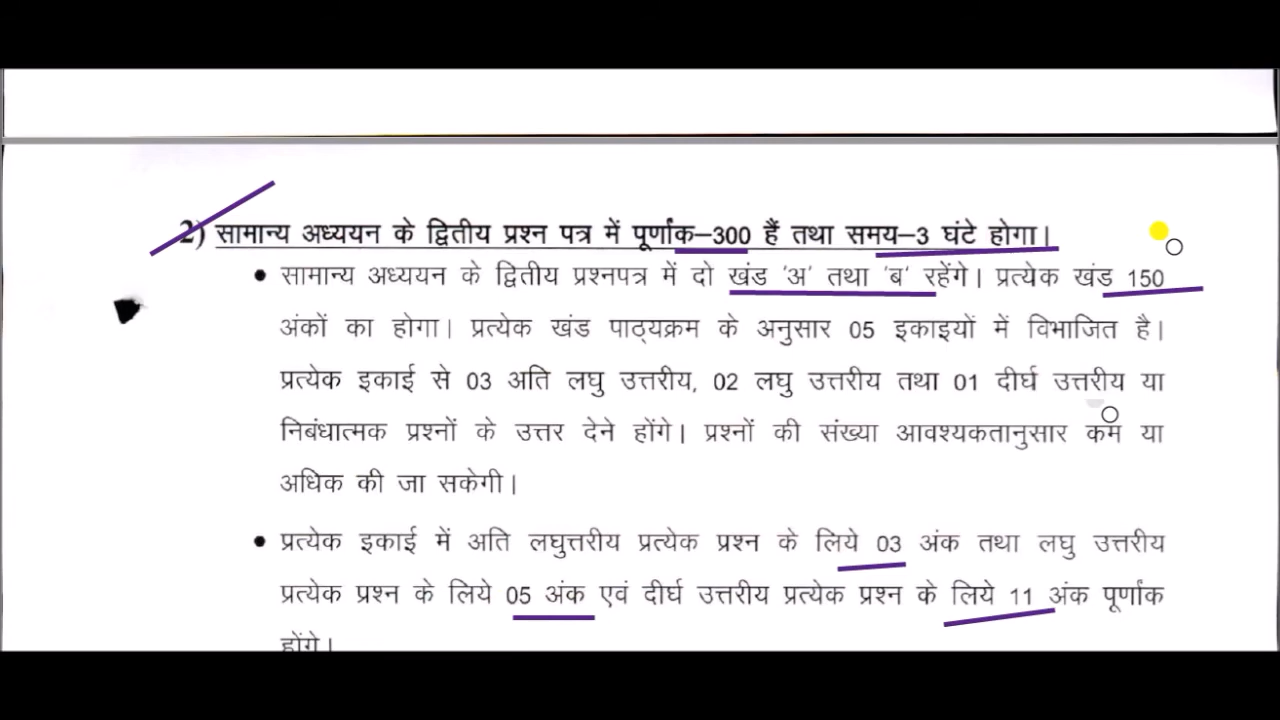 2) सामान्य अध्ययन के द्वितीय प्रश्न पत्र में पूर्णांक–300 हैं तथा समय–3 घंटे होगा।
• सामान्य अध्ययन के द्वितीय प्रश्नपत्र में दो खंड 'अ' तथा 'ब' रहेंगे। प्रत्येक खंड 150
अंकों का होगा। प्रत्येक खंड पाठ्यक्रम के अनुसार 05 इकाइयों में विभाजित है।
प्रत्येक इकाई से 03 अति लघु उत्तरीय, 02 लघु उत्तरीय तथा 01 दीर्घ उत्तरीय या
निबंधात्मक प्रश्नों के उत्तर देने होंगे। प्रश्नों की संख्या आवश्यकतानुसार कम या
अधिक की जा सकेगी।
• प्रत्येक इकाई में अति लघुत्तरीय प्रत्येक प्रश्न के लिये 03 अंक तथा लघु उत्तरीय
प्रत्येक प्रश्न के लिये 05 अंक एवं दीर्घ उत्तरीय प्रत्येक प्रश्न के लिये 11 अंक पूर्णांक
होंगे।